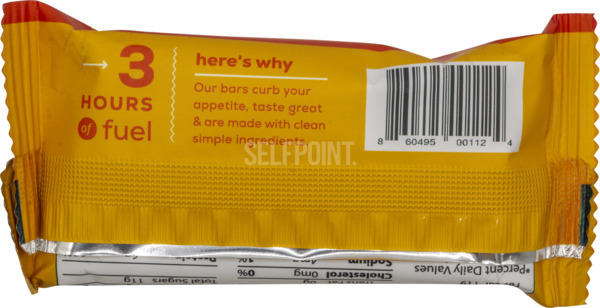 → 3
HOURS
of fuel
here's why
Our bars curb your
appetite, taste great
& are made with clean
simple ingredients.
8 60495 00112 4
SELFPOINT.
*Percent Daily Values
Total Sugars 11g
Cholesterol 0mg 0%
Sodium
1%